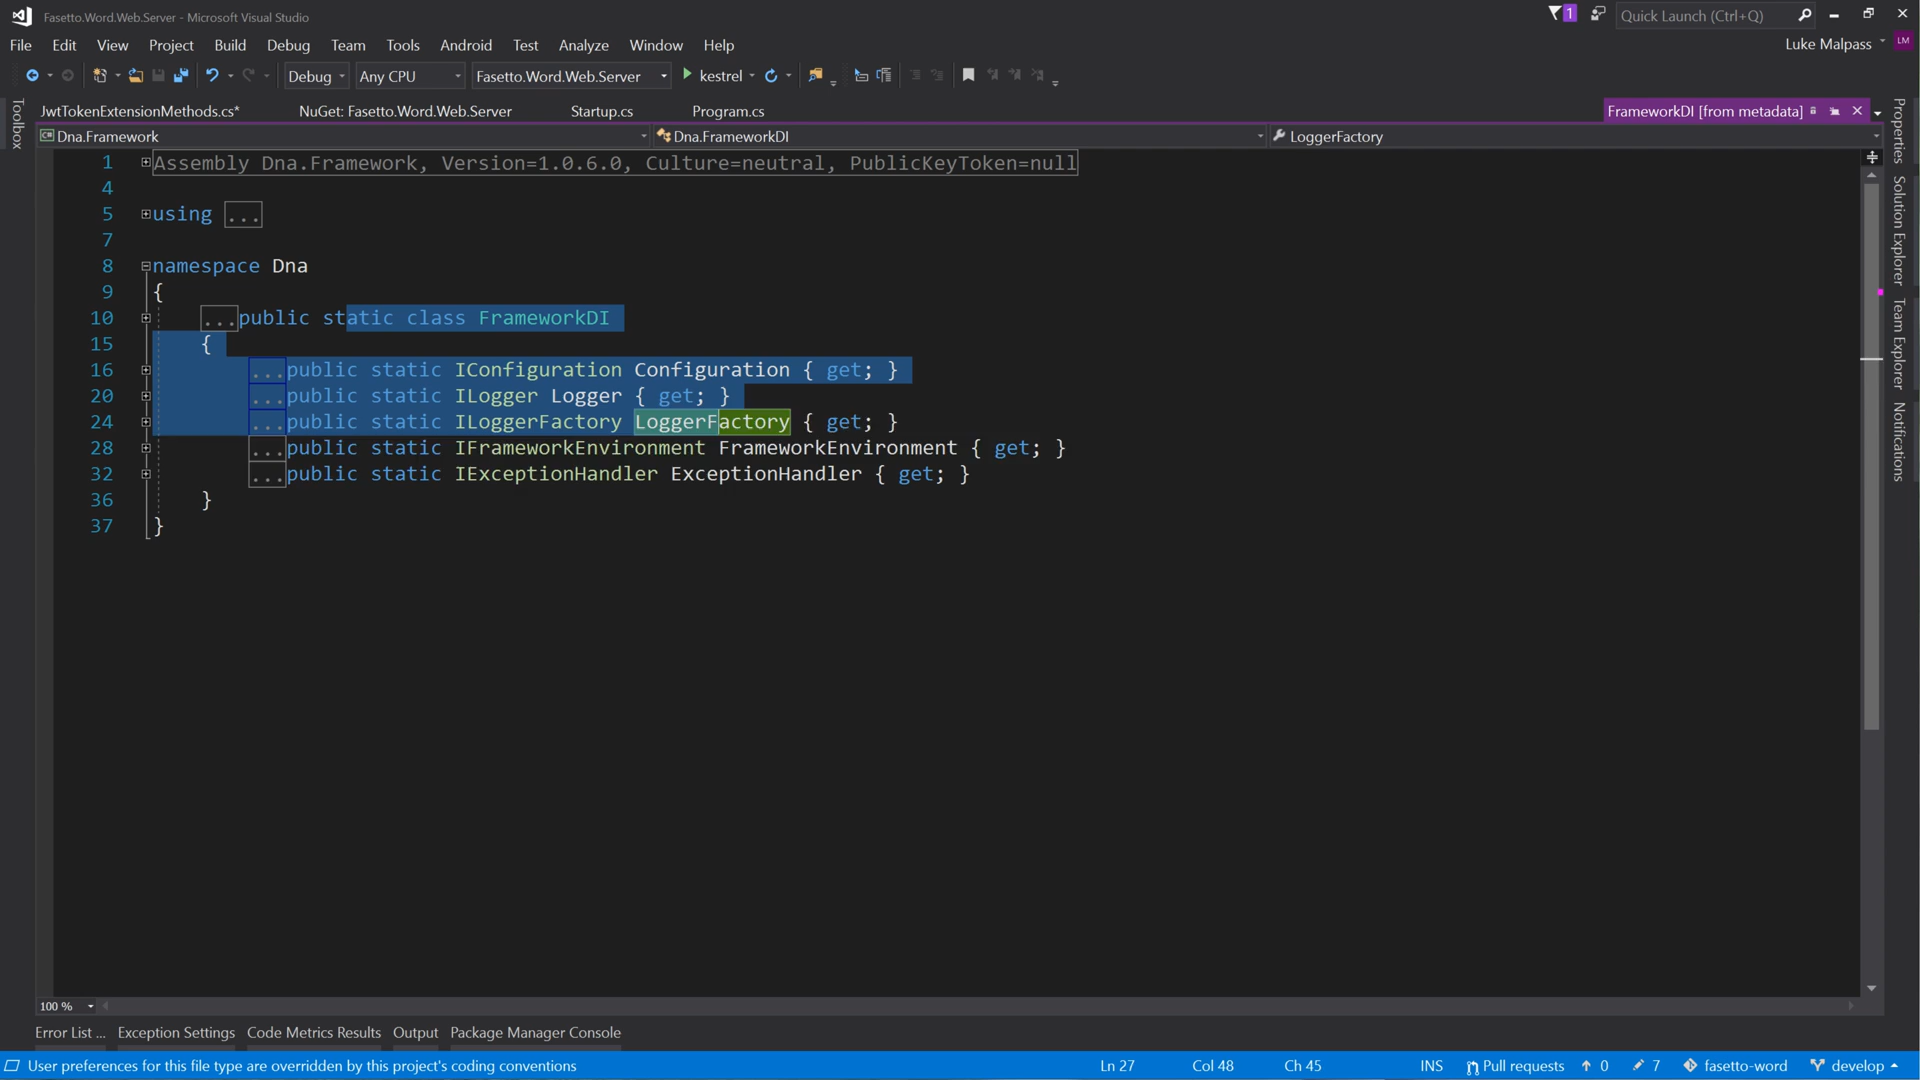 Fasetto.Word.Web.Server - Microsoft Visual Studio
1
Quick Launch (Ctrl+Q)
File Edit View Project Build Debug Team Tools Android Test Analyze Window Help
Luke Malpass LM
Debug Any CPU Fasetto.Word.Web.Server kestrel
JwtTokenExtensionMethods.cs* NuGet: Fasetto.Word.Web.Server Startup.cs Program.cs FrameworkDI [from metadata]
Dna.Framework Dna.FrameworkDI LoggerFactory
Toolbox
Properties
Solution Explorer
Team Explorer
Notifications
1 Assembly Dna.Framework, Version=1.0.6.0, Culture=neutral, PublicKeyToken=null
4
5 using ...
7
8 namespace Dna
9 {
10 ...public static class FrameworkDI
15 {
16 ...public static IConfiguration Configuration { get; }
20 ...public static ILogger Logger { get; }
24 ...public static ILoggerFactory LoggerFactory { get; }
28 ...public static IFrameworkEnvironment FrameworkEnvironment { get; }
32 ...public static IExceptionHandler ExceptionHandler { get; }
36 }
37 }
100 %
Error List ... Exception Settings Code Metrics Results Output Package Manager Console
User preferences for this file type are overridden by this project's coding conventions Ln 27 Col 48 Ch 45 INS Pull requests 0 7 fasetto-word develop